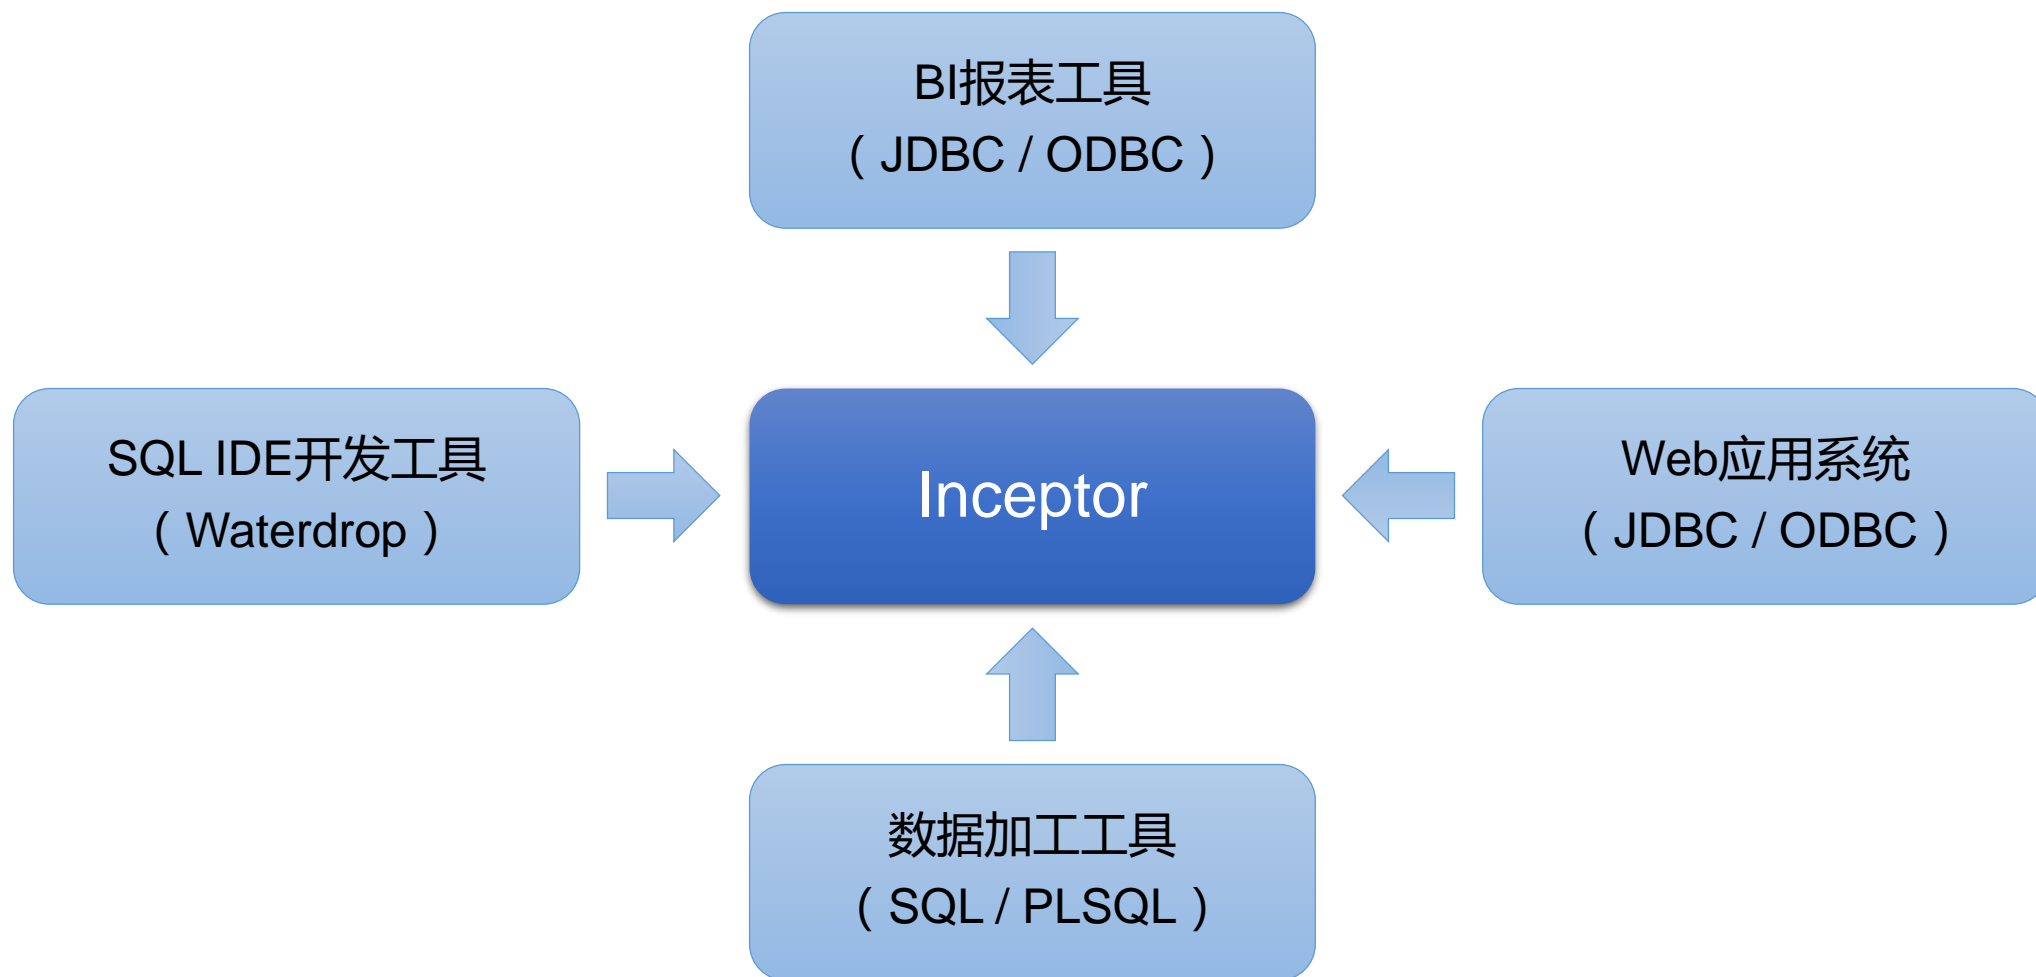 BI报表工具
（JDBC / ODBC）
SQL IDE开发工具
（Waterdrop）
Inceptor
Web应用系统
（JDBC / ODBC）
数据加工工具
（SQL / PLSQL）